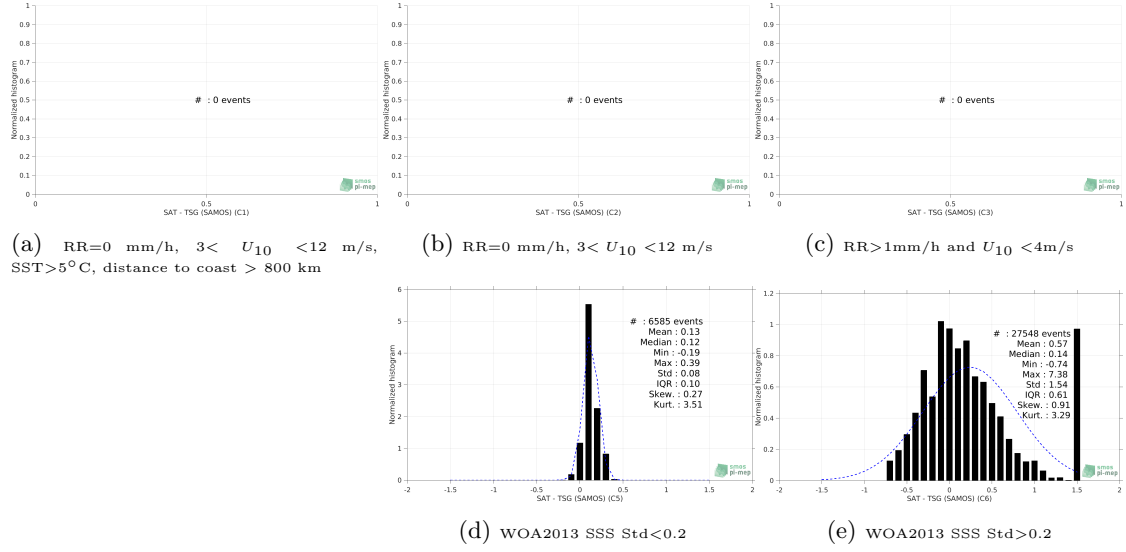 1
0.9
0.8
0.7
0.6
0.5
0.4
0.3
0.2
0.1
0
Normalized histogram
# : 0 events
smos
pi-mep
0 0.5 1
SAT - TSG (SAMOS) (C1)
(a) RR=0 mm/h, 3< U10 <12 m/s,
SST>5°C, distance to coast > 800 km
1
0.9
0.8
0.7
0.6
0.5
0.4
0.3
0.2
0.1
0
Normalized histogram
# : 0 events
smos
pi-mep
0 0.5 1
SAT - TSG (SAMOS) (C2)
(b) RR=0 mm/h, 3< U10 <12 m/s
1
0.9
0.8
0.7
0.6
0.5
0.4
0.3
0.2
0.1
0
Normalized histogram
# : 0 events
smos
pi-mep
0 0.5 1
SAT - TSG (SAMOS) (C3)
(c) RR>1mm/h and U10 <4m/s
6
5
4
3
2
1
0
Normalized histogram
# : 6585 events
Mean : 0.13
Median : 0.12
Min : -0.19
Max : 0.39
Std : 0.08
IQR : 0.10
Skew. : 0.27
Kurt. : 3.51
smos
pi-mep
-2 -1.5 -1 -0.5 0 0.5 1 1.5 2
SAT - TSG (SAMOS) (C5)
(d) WOA2013 SSS Std<0.2
1.2
1
0.8
0.6
0.4
0.2
0
Normalized histogram
# : 27548 events
Mean : 0.57
Median : 0.14
Min : -0.74
Max : 7.38
Std : 1.54
IQR : 0.61
Skew. : 0.91
Kurt. : 3.29
smos
pi-mep
-2 -1.5 -1 -0.5 0 0.5 1 1.5 2
SAT - TSG (SAMOS) (C6)
(e) WOA2013 SSS Std>0.2